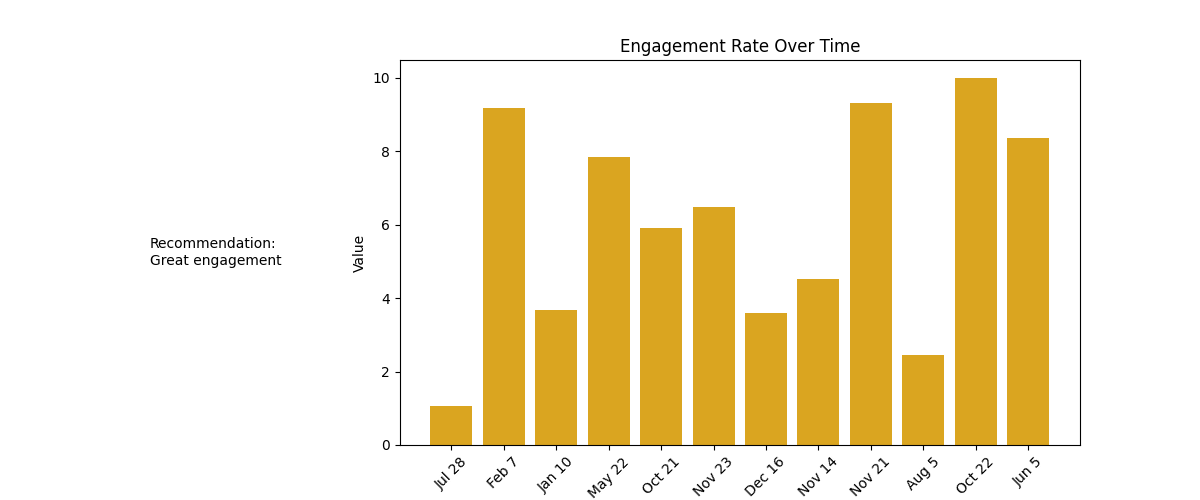 Engagement Rate Over Time
Recommendation:
Great engagement
Value
10
8
6
4
2
0
Jul 28
Feb 7
Jan 10
May 22
Oct 21
Nov 23
Dec 16
Nov 14
Nov 21
Aug 5
Oct 22
Jun 5